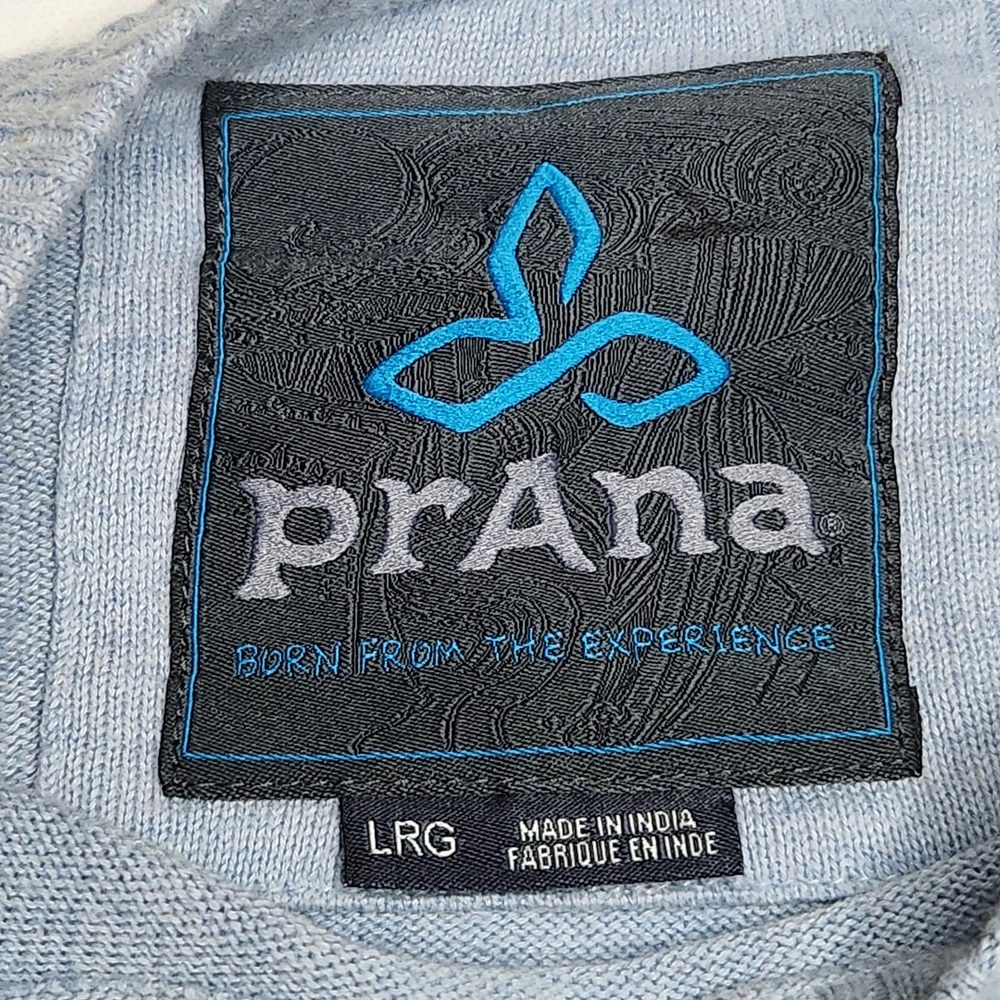 prAna®
BORN FROM THE EXPERIENCE
LRG
MADE IN INDIA
FABRIQUE EN INDE